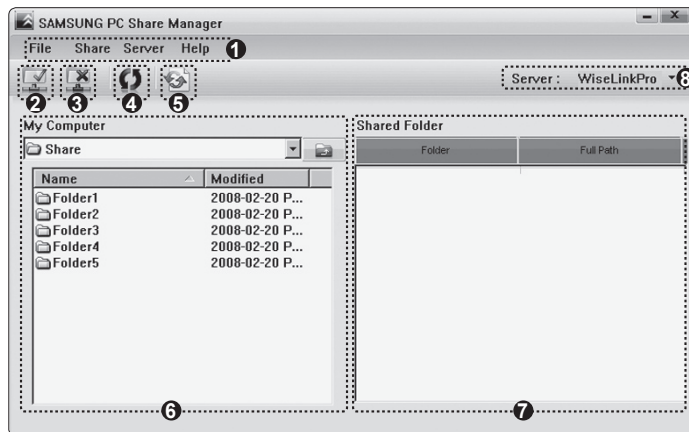 SAMSUNG PC Share Manager
File Share Server Help 1
2 3 4 5
Server : WiseLinkPro 8
My Computer
Share
Name Modified
Folder1 2008-02-20 P...
Folder2 2008-02-20 P...
Folder3 2008-02-20 P...
Folder4 2008-02-20 P...
Folder5 2008-02-20 P...
6
Shared Folder
Folder Full Path
7